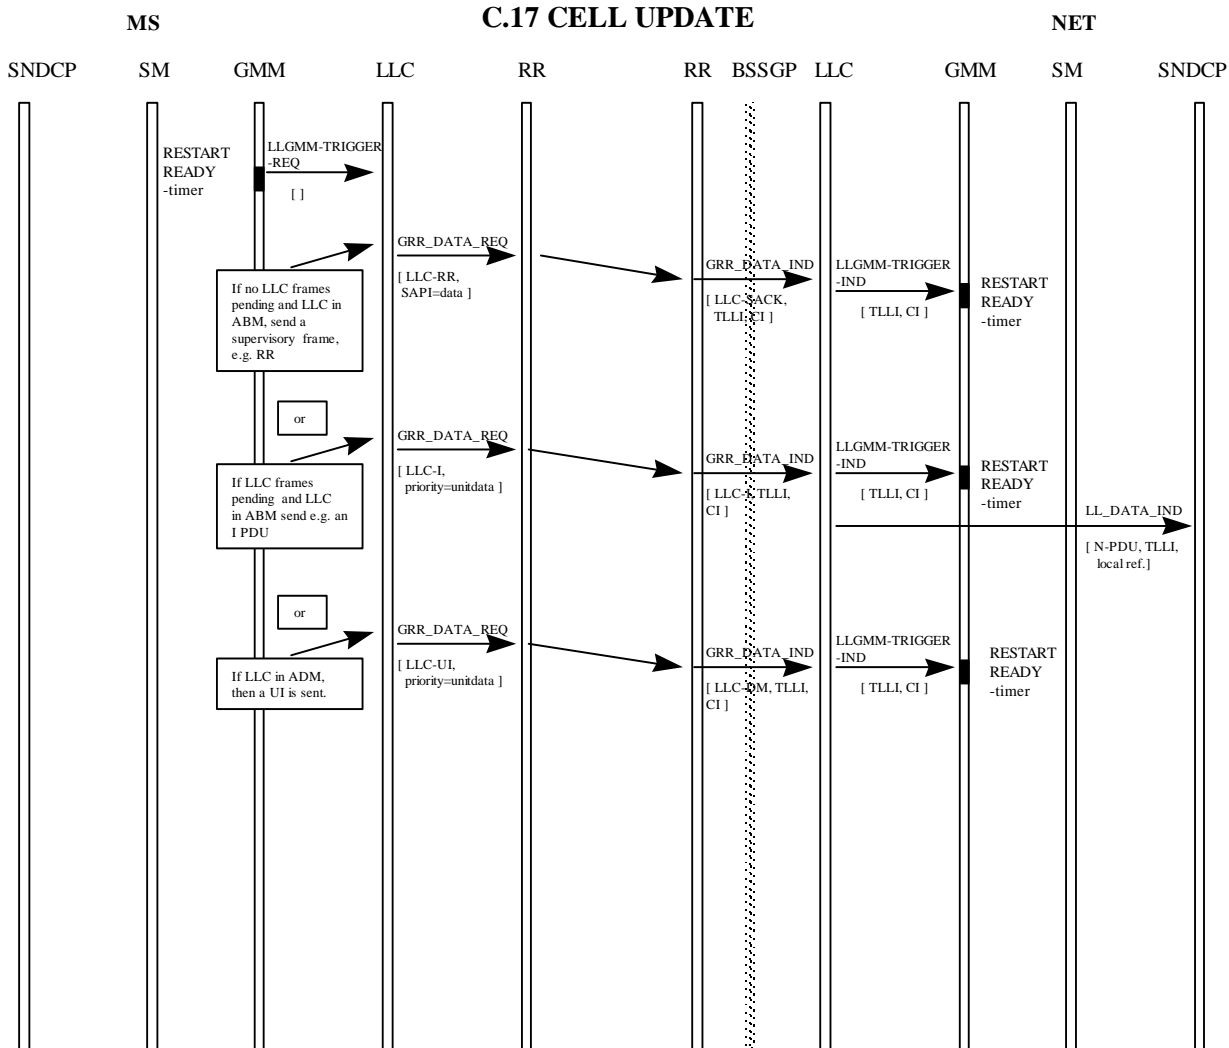 C.17 CELL UPDATE
MS
NET
SNDCP SM GMM LLC RR RR BSSGP LLC GMM SM SNDCP
RESTART
READY
-timer
LLGMM-TRIGGER
-REQ
[ ]
GRR_DATA_REQ
[ LLC-RR,
SAPI=data ]
GRR_DATA_IND
[ LLC-SACK,
TLLI, CI ]
LLGMM-TRIGGER
-IND
[ TLLI, CI ]
RESTART
READY
-timer
If no LLC frames
pending and LLC in
ABM, send a
supervisory frame,
e.g. RR
or
GRR_DATA_REQ
[ LLC-I,
priority=unitdata ]
GRR_DATA_IND
[ LLC-I, TLLI,
CI ]
LLGMM-TRIGGER
-IND
[ TLLI, CI ]
RESTART
READY
-timer
If LLC frames
pending and LLC
in ABM send e.g. an
I PDU
LL_DATA_IND
[ N-PDU, TLLI,
local ref.]
or
GRR_DATA_REQ
[ LLC-UI,
priority=unitdata ]
GRR_DATA_IND
[ LLC-DM, TLLI,
CI ]
LLGMM-TRIGGER
-IND
[ TLLI, CI ]
RESTART
READY
-timer
If LLC in ADM,
then a UI is sent.